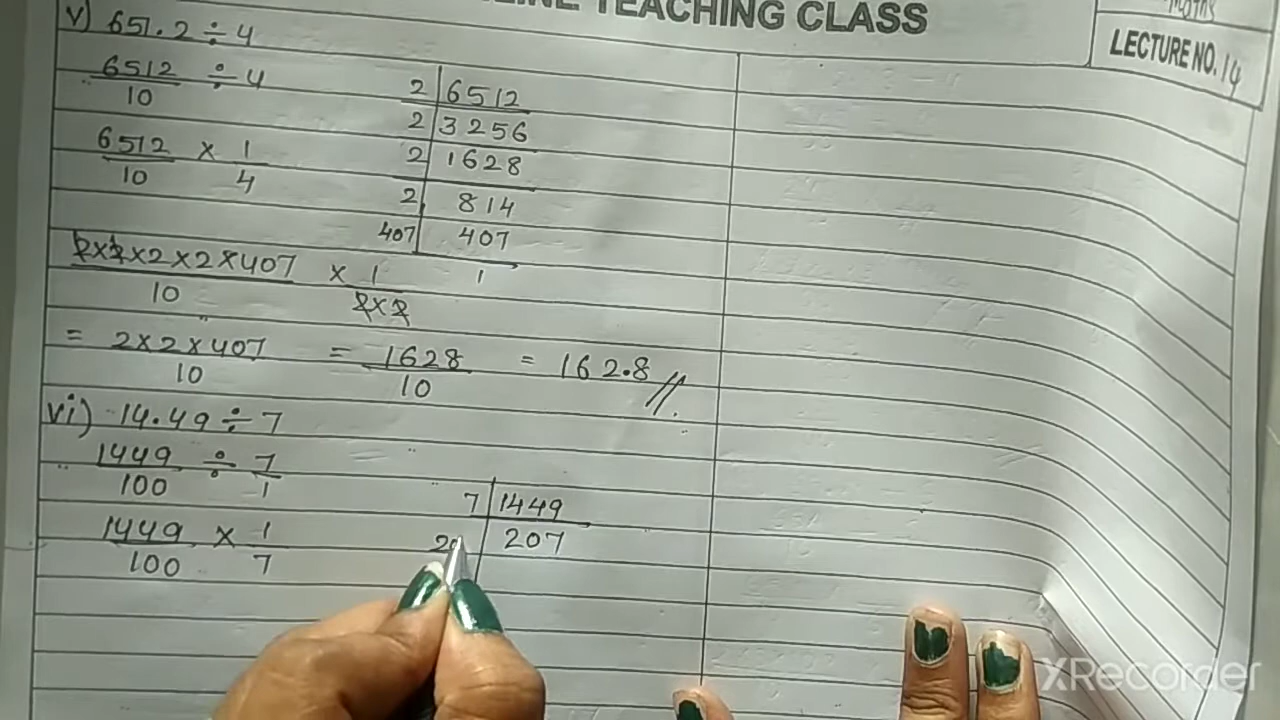 TEACHING CLASS
LECTURE NO. 14
v) 651.2 ÷ 4
6512/10 ÷ 4
6512/10 × 1/4
2 | 6512
2 | 3256
2 | 1628
2 | 814
407 | 407
1
2×2×2×2×407/10 × 1/2×2
= 2×2×407/10 = 1628/10 = 162.8 //.
vi) 14.49 ÷ 7
1449/100 ÷ 7/1
1449/100 × 1/7
7 | 1449
20 | 207
XRecorder